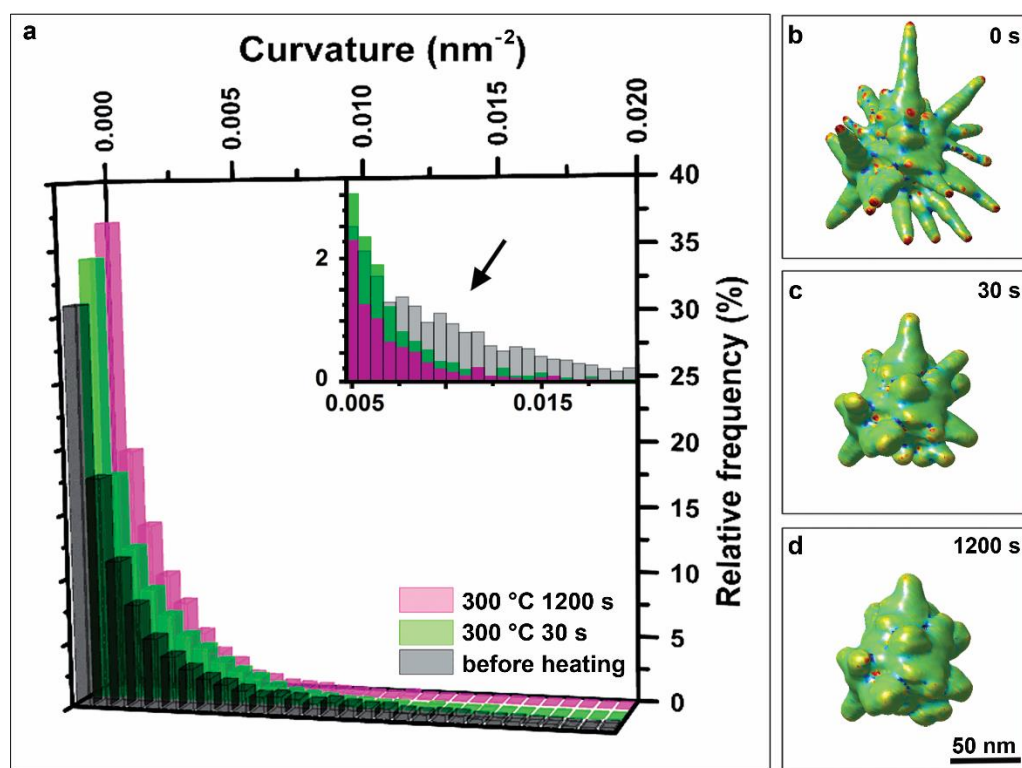 a
Curvature (nm⁻²)
0.000
0.005
0.010
0.015
0.020
40
35
30
25
20
15
10
5
0
Relative frequency (%)
2
0
0.005
0.015
300 °C 1200 s
300 °C 30 s
before heating
b
0 s
c
30 s
d
1200 s
50 nm